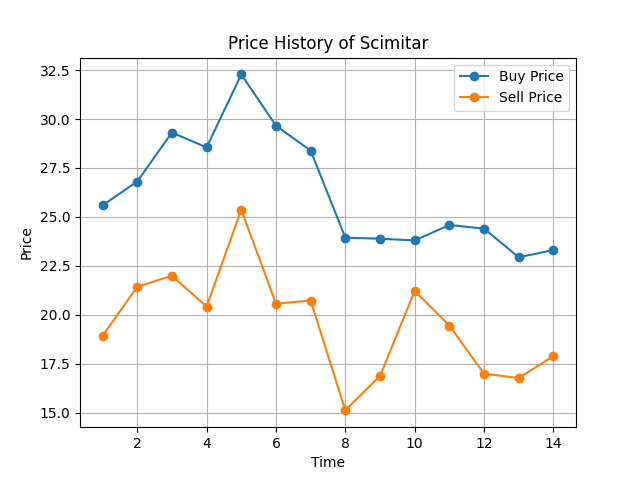 Price History of Scimitar
Buy Price
Sell Price
Price
32.5
30.0
27.5
25.0
22.5
20.0
17.5
15.0
2 4 6 8 10 12 14
Time